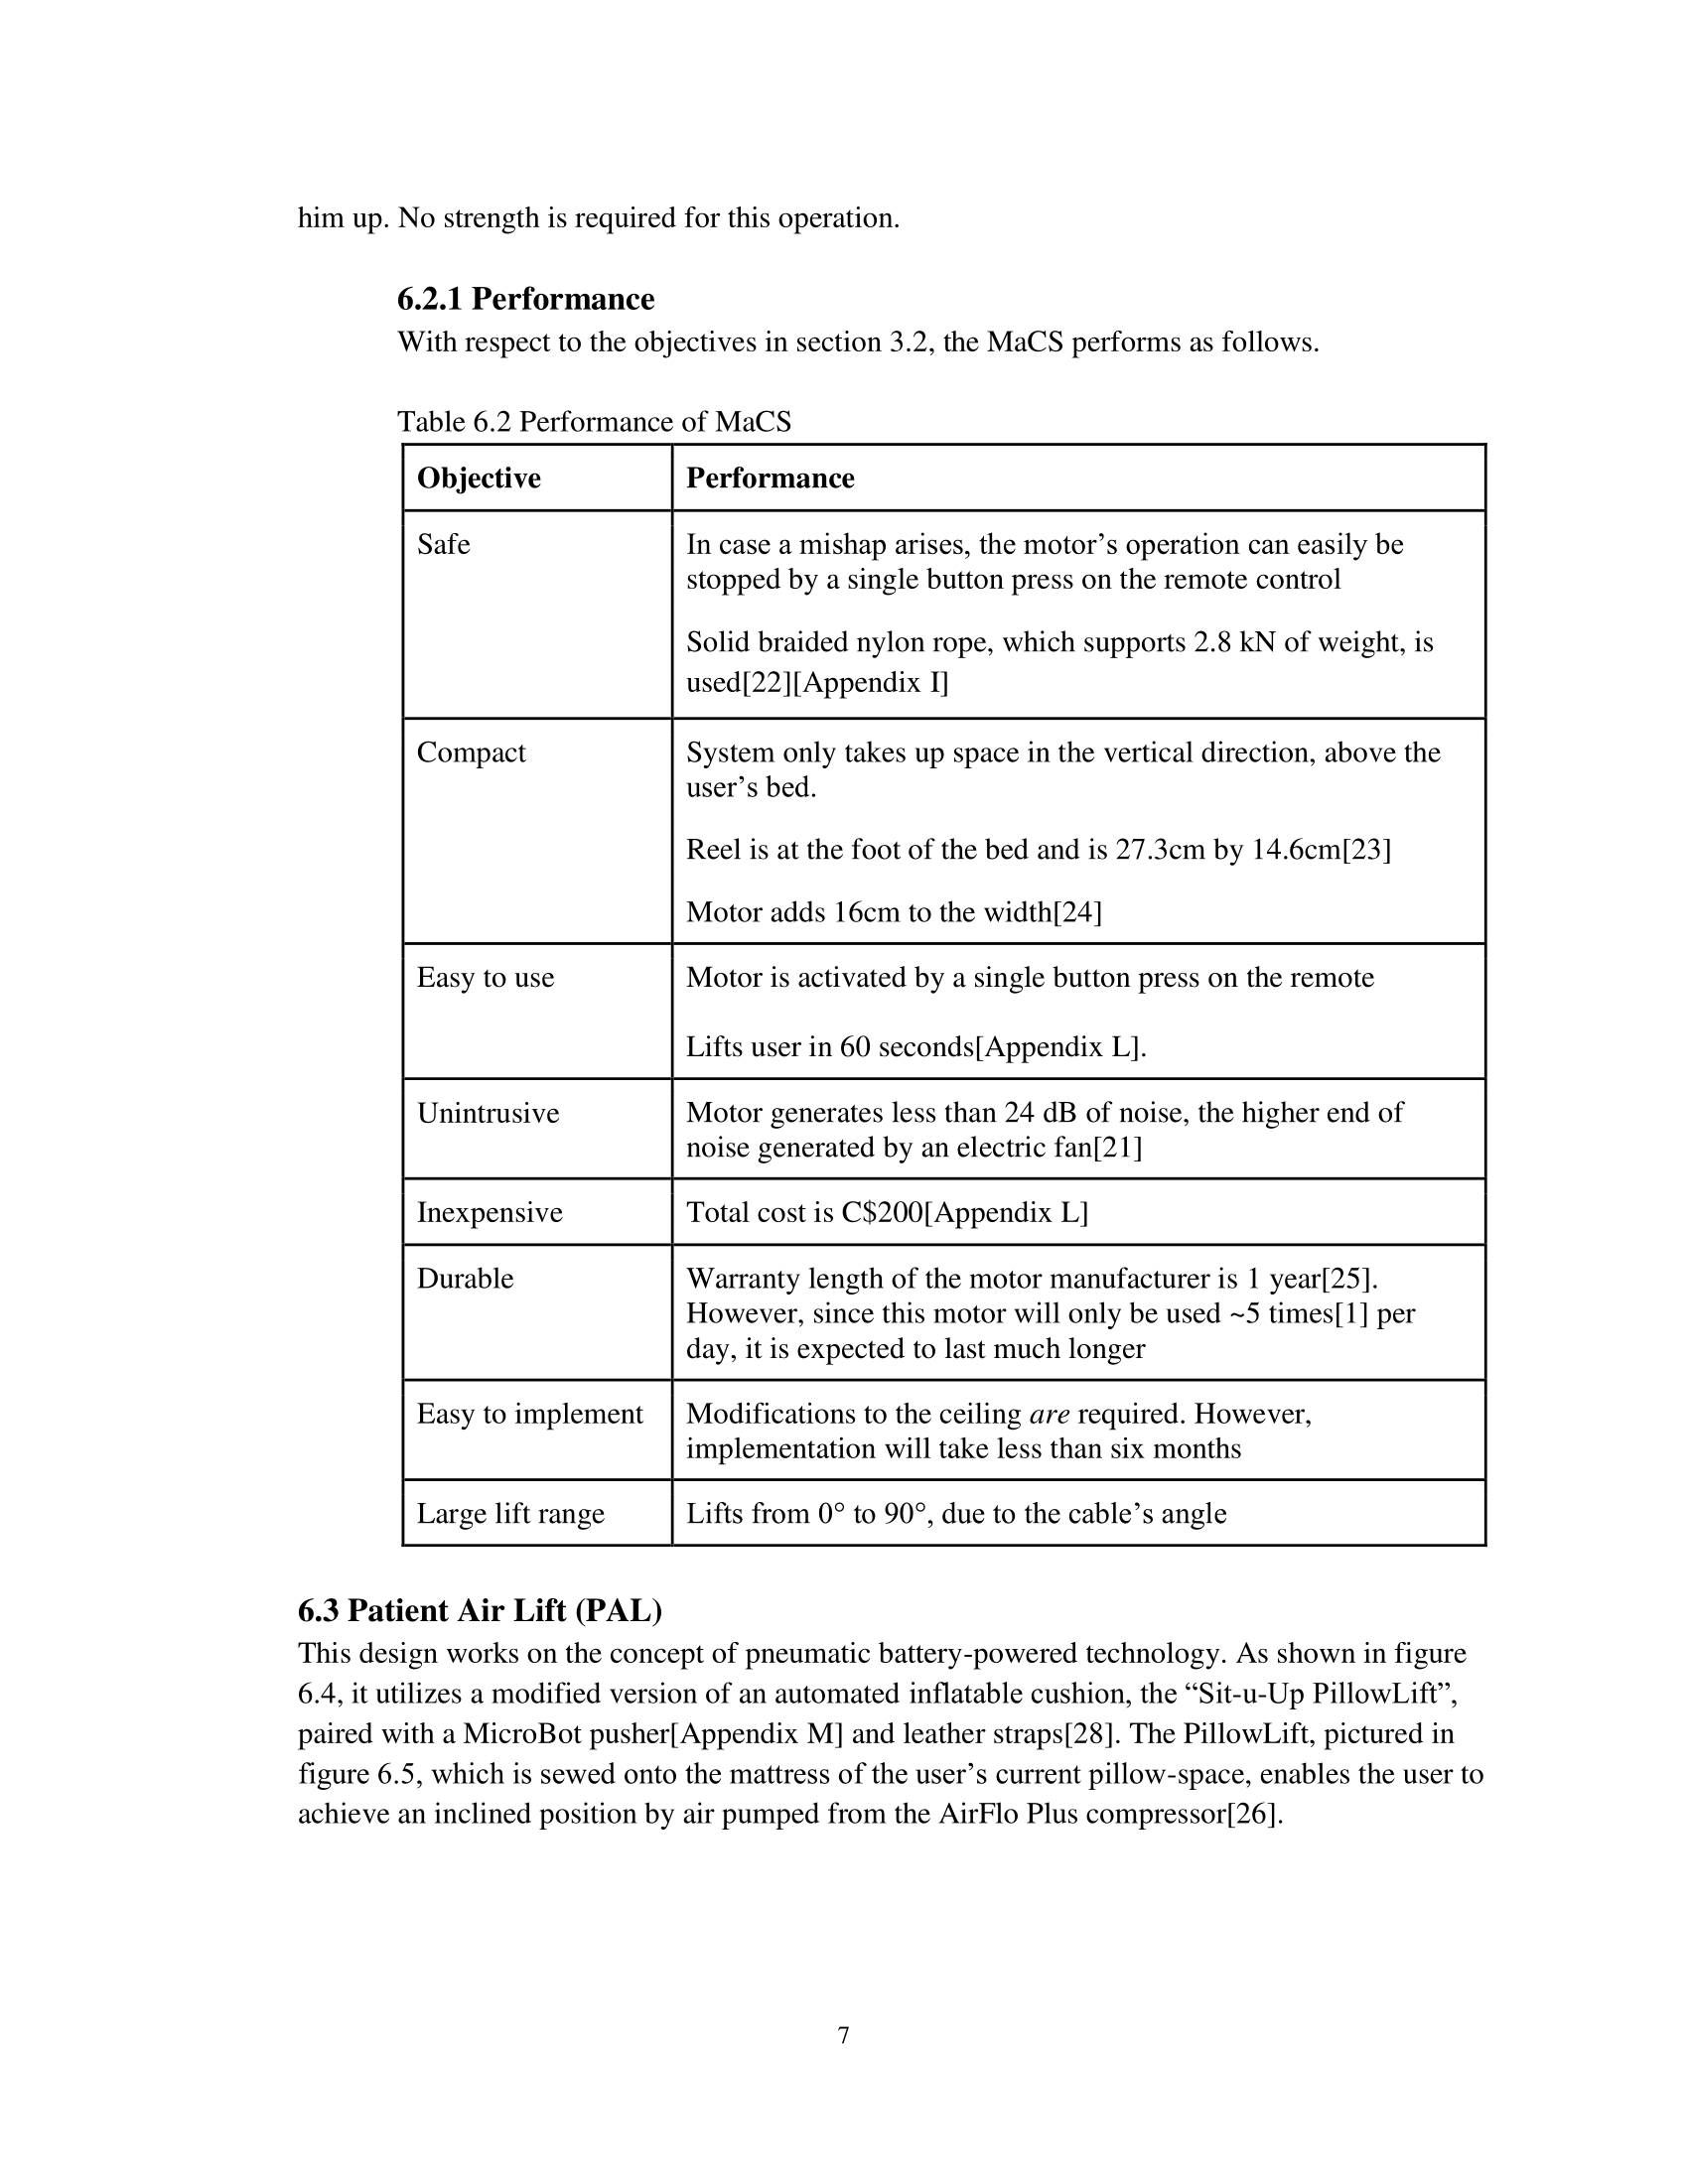 him up. No strength is required for this operation.
6.2.1 Performance
With respect to the objectives in section 3.2, the MaCS performs as follows.
Table 6.2 Performance of MaCS
Objective
Performance
Safe
In case a mishap arises, the motor’s operation can easily be
stopped by a single button press on the remote control
Solid braided nylon rope, which supports 2.8 kN of weight, is
used[22][Appendix I]
Compact
System only takes up space in the vertical direction, above the
user’s bed.
Reel is at the foot of the bed and is 27.3cm by 14.6cm[23]
Motor adds 16cm to the width[24]
Easy to use
Motor is activated by a single button press on the remote
Lifts user in 60 seconds[Appendix L].
Unintrusive
Motor generates less than 24 dB of noise, the higher end of
noise generated by an electric fan[21]
Inexpensive
Total cost is C$200[Appendix L]
Durable
Warranty length of the motor manufacturer is 1 year[25].
However, since this motor will only be used ~5 times[1] per
day, it is expected to last much longer
Easy to implement
Modifications to the ceiling are required. However,
implementation will take less than six months
Large lift range
Lifts from 0° to 90°, due to the cable’s angle
6.3 Patient Air Lift (PAL)
This design works on the concept of pneumatic battery-powered technology. As shown in figure
6.4, it utilizes a modified version of an automated inflatable cushion, the “Sit-u-Up PillowLift”,
paired with a MicroBot pusher[Appendix M] and leather straps[28]. The PillowLift, pictured in
figure 6.5, which is sewed onto the mattress of the user’s current pillow-space, enables the user to
achieve an inclined position by air pumped from the AirFlo Plus compressor[26].
7